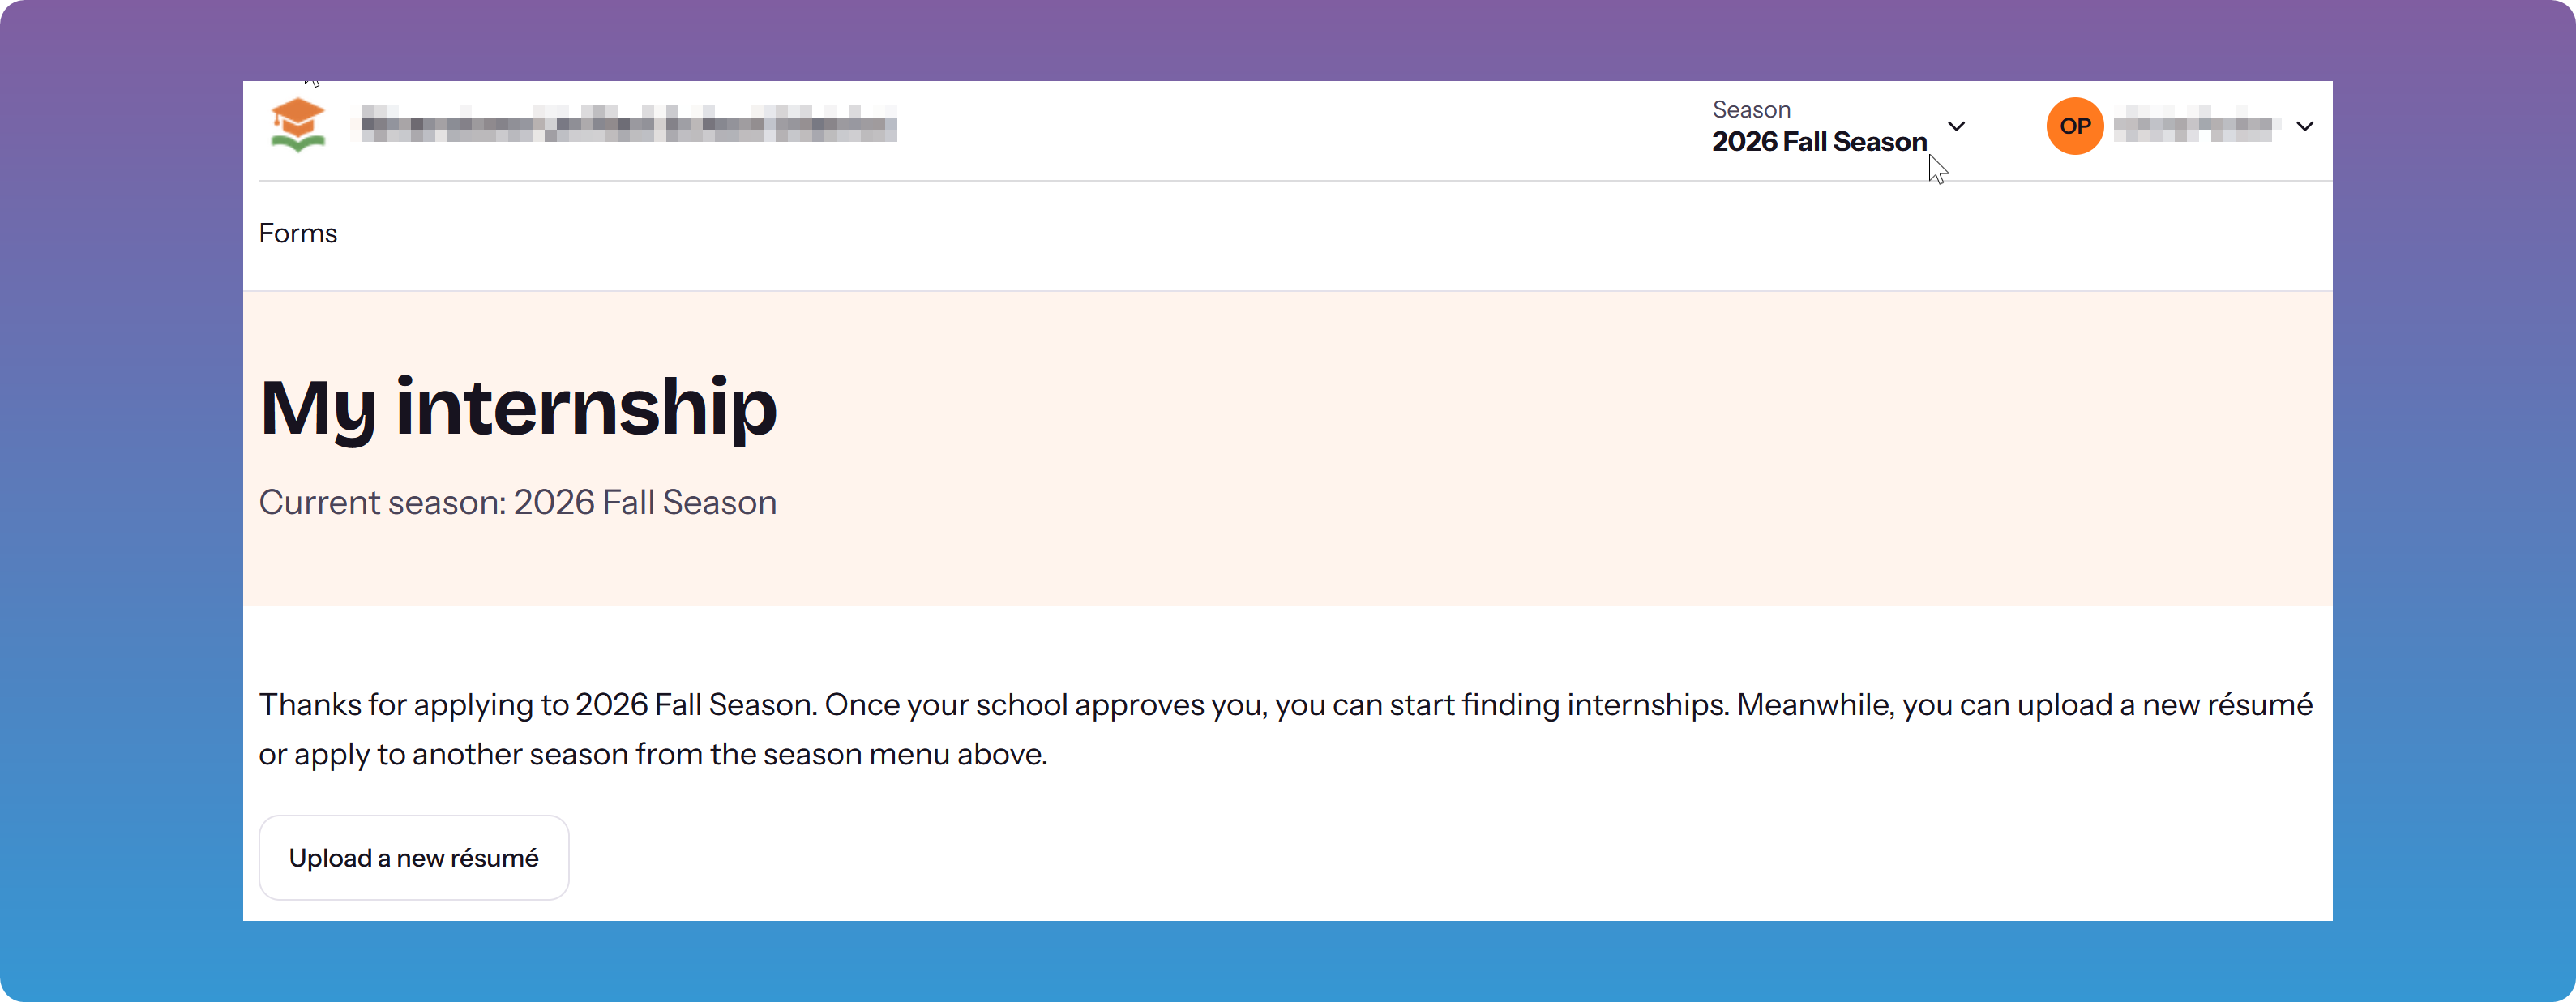 Season
2026 Fall Season
OP
Forms
My internship
Current season: 2026 Fall Season
Thanks for applying to 2026 Fall Season. Once your school approves you, you can start finding internships. Meanwhile, you can upload a new résumé
or apply to another season from the season menu above.
Upload a new résumé